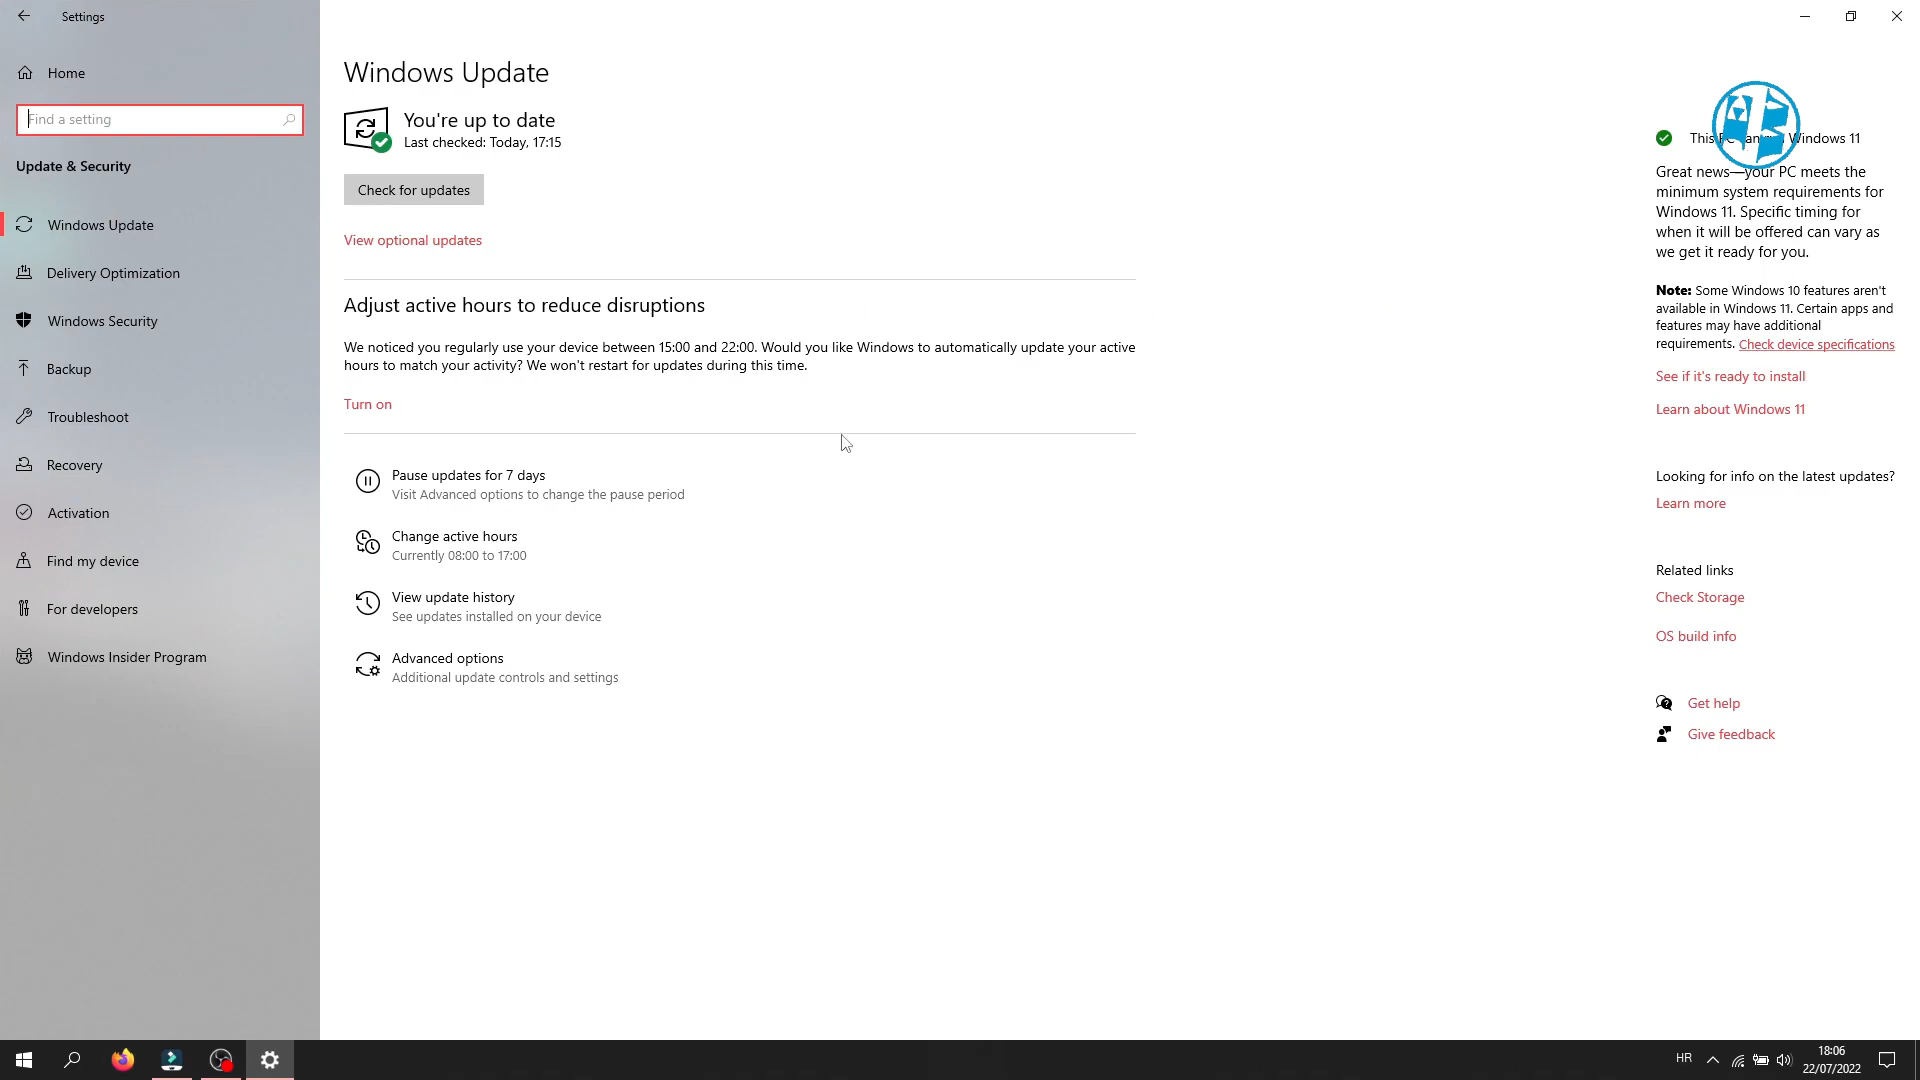 Settings
Home
Find a setting
Update & Security
Windows Update
Delivery Optimization
Windows Security
Backup
Troubleshoot
Recovery
Activation
Find my device
For developers
Windows Insider Program
Windows Update
You're up to date
Last checked: Today, 17:15
Check for updates
View optional updates
Adjust active hours to reduce disruptions
We noticed you regularly use your device between 15:00 and 22:00. Would you like Windows to automatically update your active
hours to match your activity? We won't restart for updates during this time.
Turn on
Pause updates for 7 days
Visit Advanced options to change the pause period
Change active hours
Currently 08:00 to 17:00
View update history
See updates installed on your device
Advanced options
Additional update controls and settings
This PC can run Windows 11
Great news—your PC meets the
minimum system requirements for
Windows 11. Specific timing for
when it will be offered can vary as
we get it ready for you.
Note: Some Windows 10 features aren't
available in Windows 11. Certain apps and
features may have additional
requirements. Check device specifications
See if it's ready to install
Learn about Windows 11
Looking for info on the latest updates?
Learn more
Related links
Check Storage
OS build info
Get help
Give feedback
HR
18:06
22/07/2022